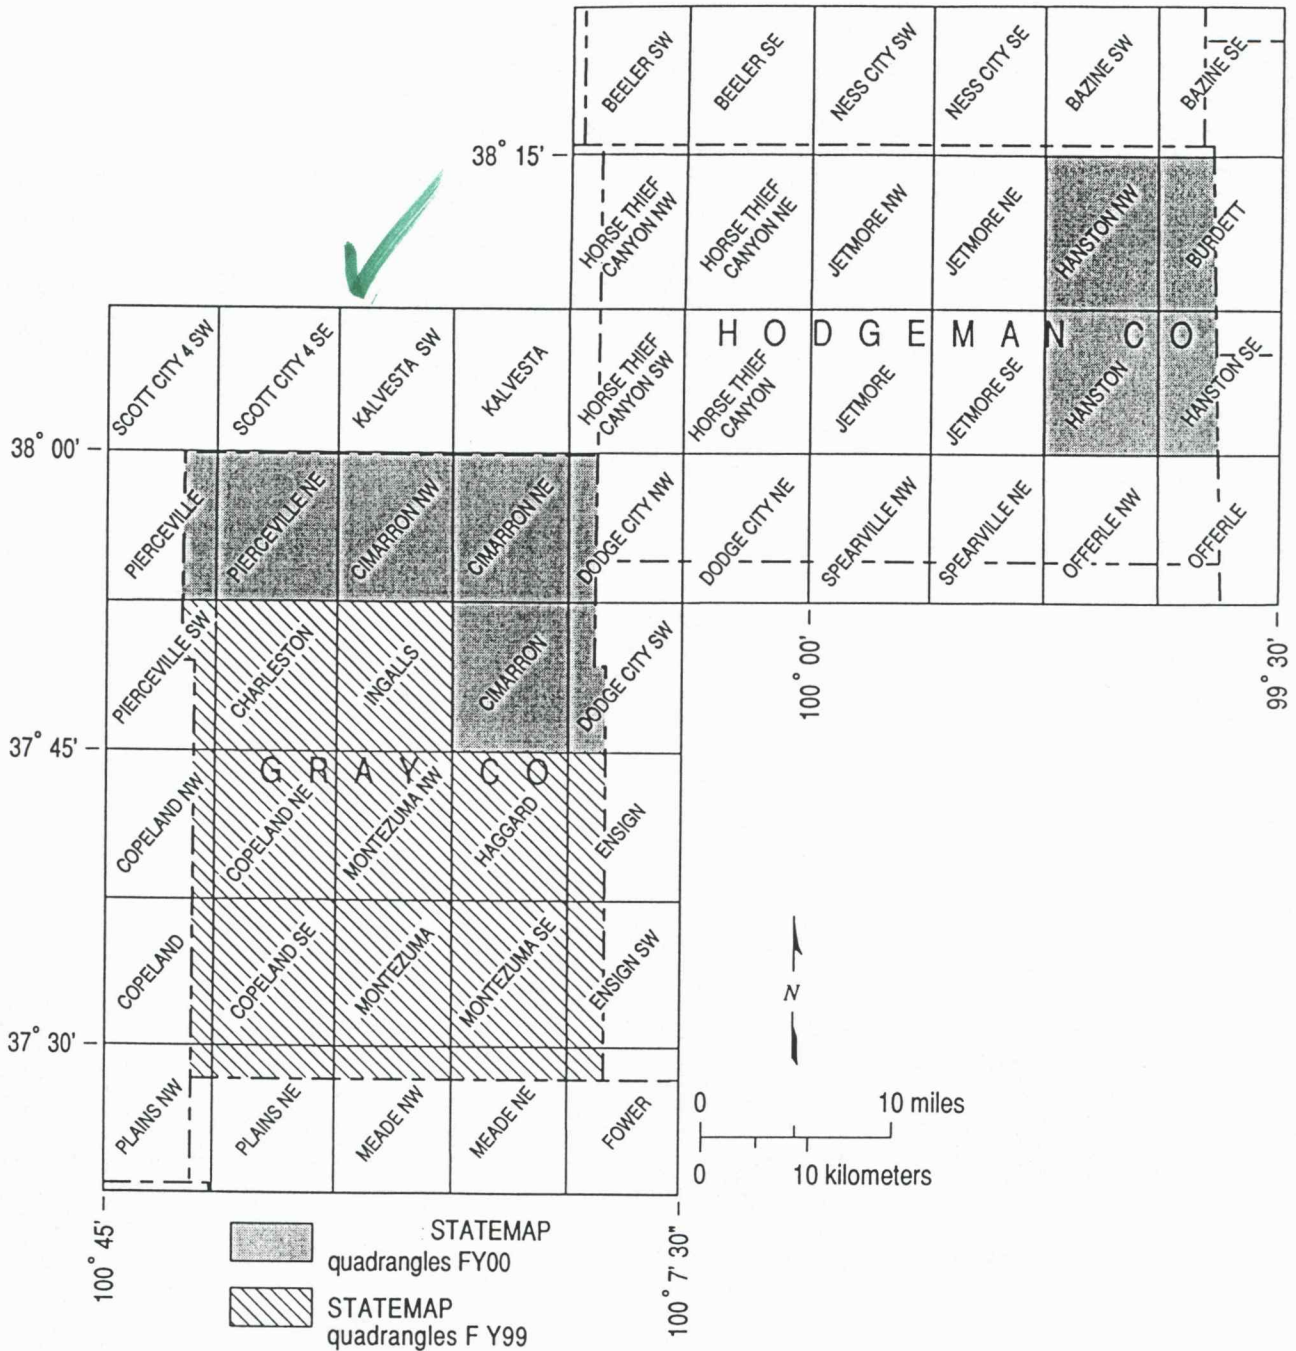 BEELER SW
BEELER SE
NESS CITY SW
NESS CITY SE
BAZINE SW
BAZINE SE
38° 15'
HORSE THIEF
CANYON NW
HORSE THIEF
CANYON NE
JETMORE NW
JETMORE NE
HANSTON NW
BURDETT
HODGEMAN CO
SCOTT CITY 4 SW
SCOTT CITY 4 SE
KALVESTA SW
KALVESTA
HORSE THIEF
CANYON SW
HORSE THIEF
CANYON
JETMORE
JETMORE SE
HANSTON
HANSTON SE
38° 00'
PIERCEVILLE
PIERCEVILLE NE
CIMARRON NW
CIMARRON NE
DODGE CITY NW
DODGE CITY NE
SPEARVILLE NW
SPEARVILLE NE
OFFERLE NW
OFFERLE
PIERCEVILLE SW
CHARLESTON
INGALLS
CIMARRON
DODGE CITY SW
100° 00'
99° 30'
37° 45'
GRAY CO
COPELAND NW
COPELAND NE
MONTEZUMA NW
HAGGARD
ENSIGN
COPELAND
COPELAND SE
MONTEZUMA
MONTEZUMA SE
ENSIGN SW
N
37° 30'
PLAINS NW
PLAINS NE
MEADE NW
MEADE NE
FOWER
0 10 miles
0 10 kilometers
100° 45'
100° 7' 30"
STATEMAP
quadrangles FY00
STATEMAP
quadrangles F Y99